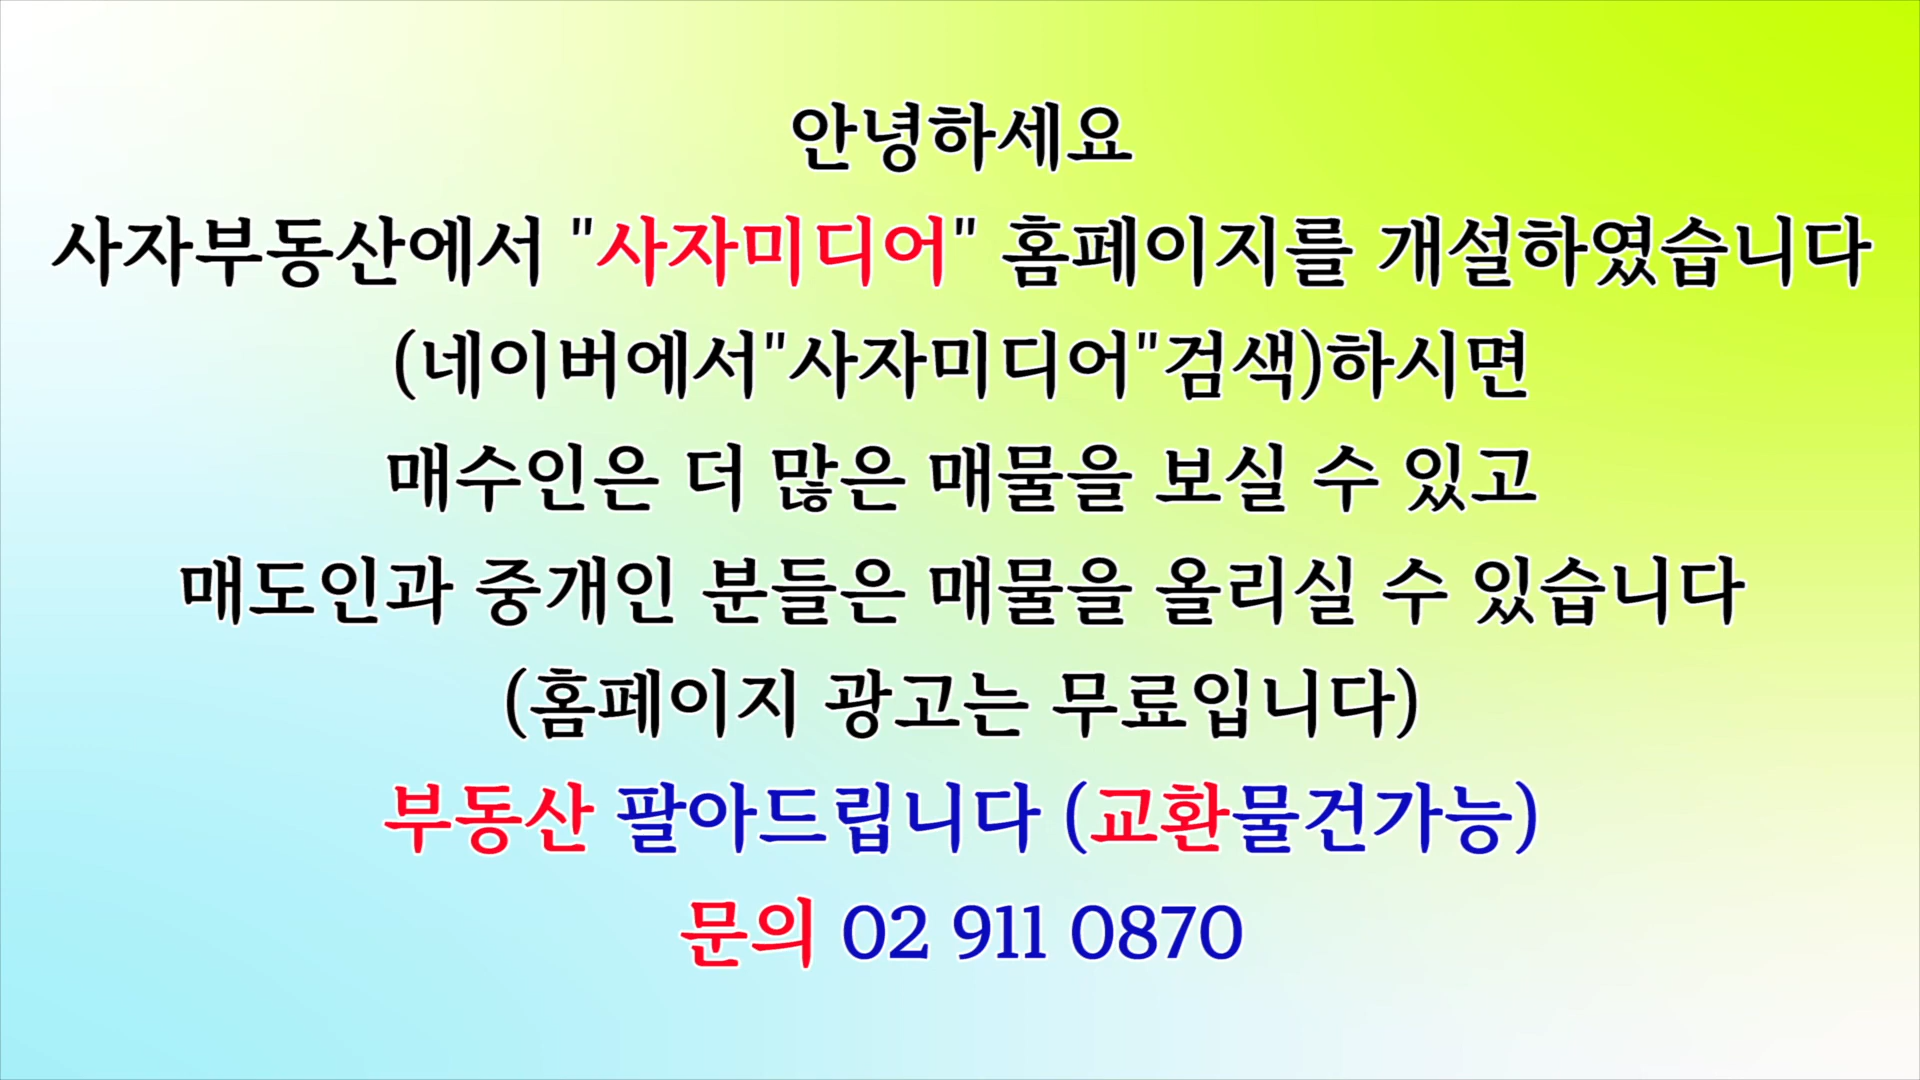 안녕하세요
사자부동산에서 "사자미디어" 홈페이지를 개설하였습니다
(네이버에서"사자미디어"검색)하시면
매수인은 더 많은 매물을 보실 수 있고
매도인과 중개인 분들은 매물을 올리실 수 있습니다
(홈페이지 광고는 무료입니다)
부동산 팔아드립니다 (교환물건가능)
문의 02 911 0870